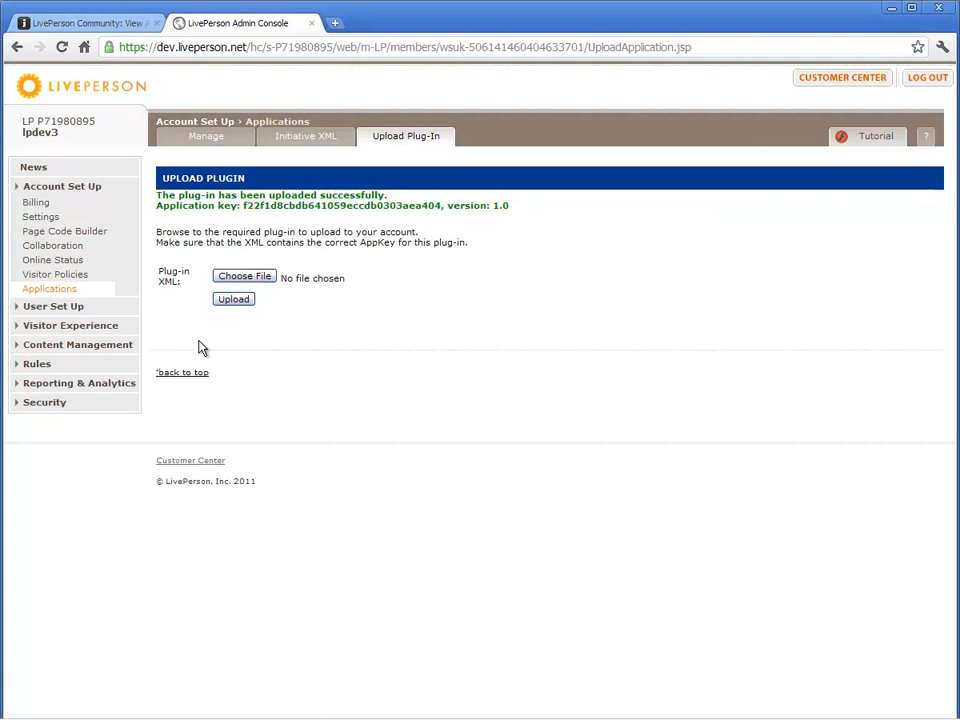 LivePerson Community: View A
LivePerson Admin Console
https://dev.liveperson.net/hc/s-P71980895/web/m-LP/members/wsuk-506141460404633701/UploadApplication.jsp
LIVEPERSON
CUSTOMER CENTER
LOG OUT
LP P71980895
lpdev3
Account Set Up › Applications
Manage
Initiative XML
Upload Plug-In
Tutorial
?
News
Account Set Up
Billing
Settings
Page Code Builder
Collaboration
Online Status
Visitor Policies
Applications
User Set Up
Visitor Experience
Content Management
Rules
Reporting & Analytics
Security
UPLOAD PLUGIN
The plug-in has been uploaded successfully.
Application key: f22f1d8cbdb641059eccdb0303aea404, version: 1.0
Browse to the required plug-in to upload to your account.
Make sure that the XML contains the correct AppKey for this plug-in.
Plug-in
XML:
Choose File
No file chosen
Upload
^back to top
Customer Center
© LivePerson, Inc. 2011